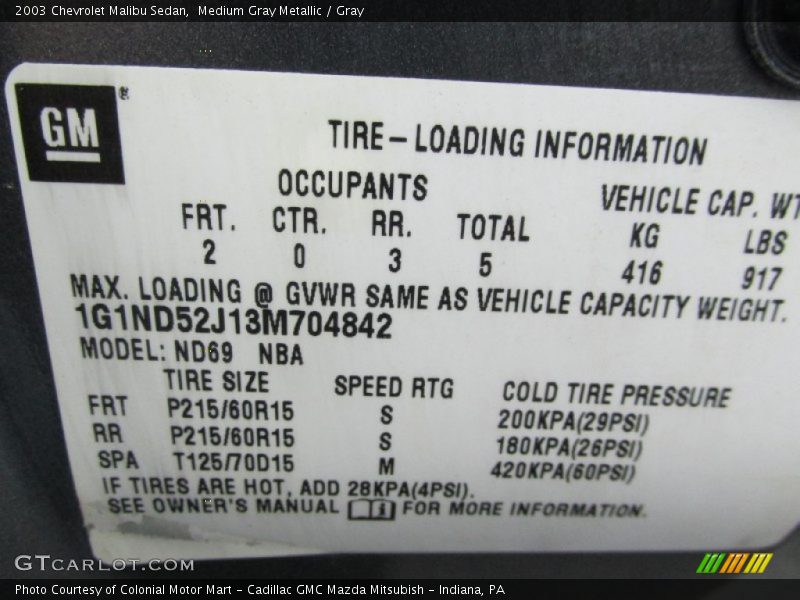 2003 Chevrolet Malibu Sedan,  Medium Gray Metallic / Gray
GM®
TIRE-LOADING INFORMATION
OCCUPANTS VEHICLE CAP. WT
FRT. CTR. RR. TOTAL KG LBS
2 0 3 5 416 917
MAX. LOADING @ GVWR SAME AS VEHICLE CAPACITY WEIGHT.
1G1ND52J13M704842
MODEL: ND69 NBA
TIRE SIZE SPEED RTG COLD TIRE PRESSURE
FRT P215/60R15 S 200KPA(29PSI)
RR P215/60R15 S 180KPA(26PSI)
SPA T125/70D15 M 420KPA(60PSI)
IF TIRES ARE HOT, ADD 28KPA(4PSI).
SEE OWNER'S MANUAL i FOR MORE INFORMATION.
GTCARLOT.COM
Photo Courtesy of Colonial Motor Mart - Cadillac GMC Mazda Mitsubish - Indiana, PA